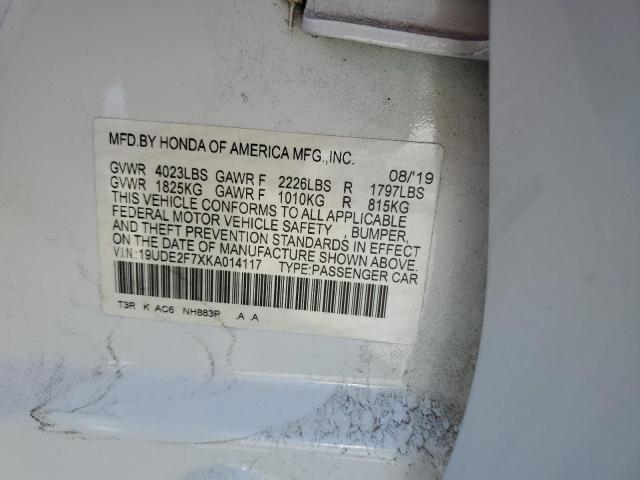 MFD.BY HONDA OF AMERICA MFG.,INC. 08/'19
GVWR 4023LBS GAWR F 2226LBS R 1797LBS
GVWR 1825KG GAWR F 1010KG R 815KG
THIS VEHICLE CONFORMS TO ALL APPLICABLE
FEDERAL MOTOR VEHICLE SAFETY , BUMPER,
AND THEFT PREVENTION STANDARDS IN EFFECT
ON THE DATE OF MANUFACTURE SHOWN ABOVE.
VIN:19UDE2F7XKA014117 TYPE:PASSENGER CAR
T3R K AC6 NH883P .A .A